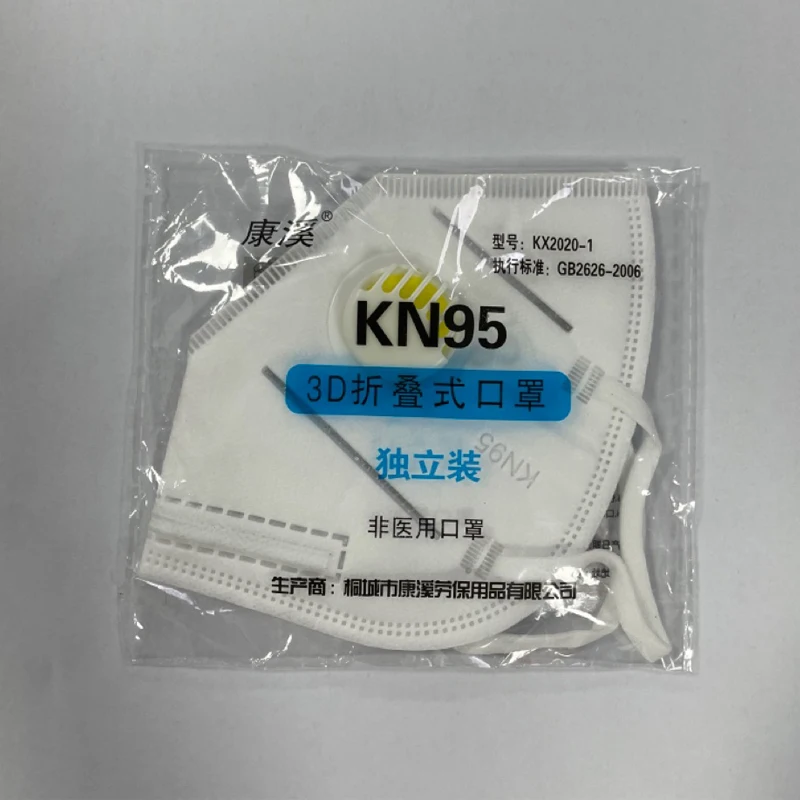 康溪®
型号：KX2020-1
执行标准：GB2626-2006
KN95
3D折叠式口罩
独立装
KN95
非医用口罩
生产商：桐城市康溪劳保用品有限公司